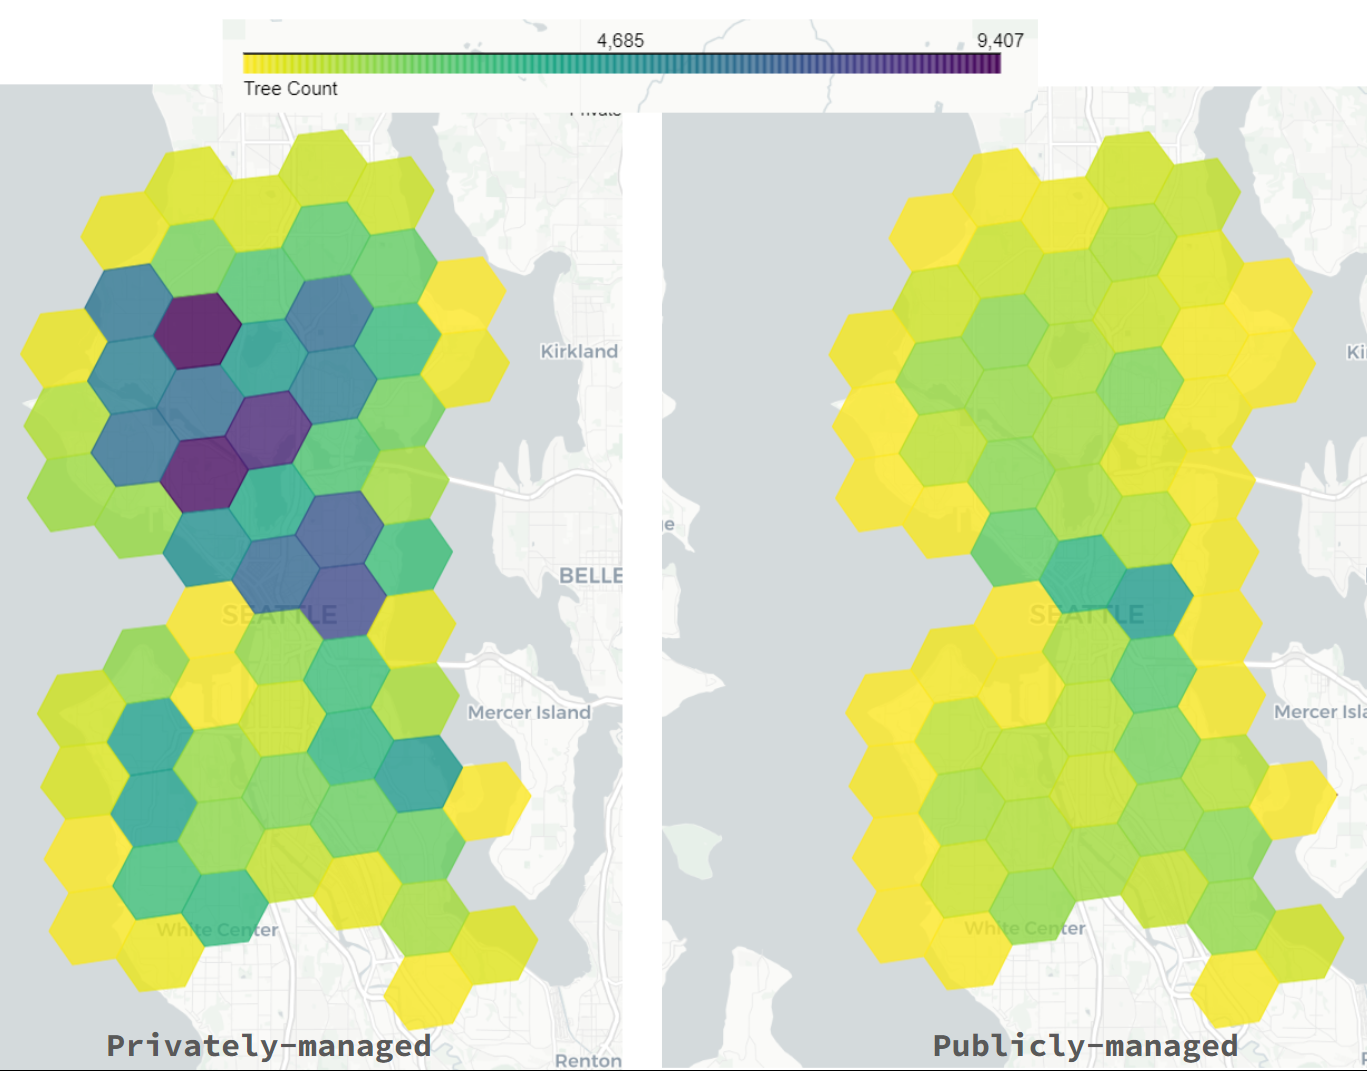 4,685 9,407
Tree Count
Kirkland
Ki
BELLE
SEATTLE
SEATTLE
Mercer Island
Mercer Isla
White Center
White Center
Privately-managed
Publicly-managed
Renton